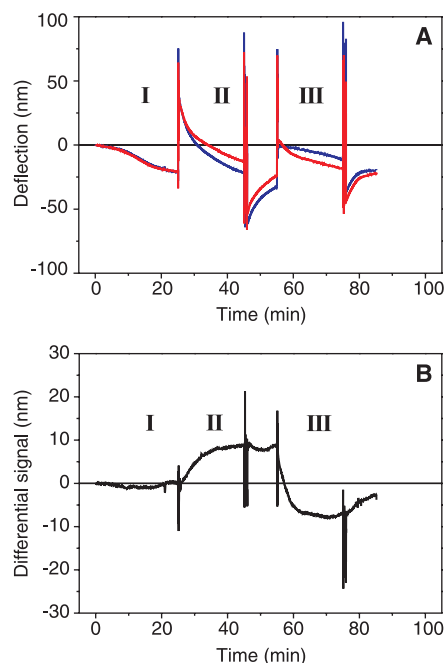 A
100
50
0
-50
-100
Deflection (nm)
I
II
III
0 20 40 60 80 100
Time (min)
B
30
20
10
0
-10
-20
-30
Differential signal (nm)
I
II
III
0 20 40 60 80 100
Time (min)